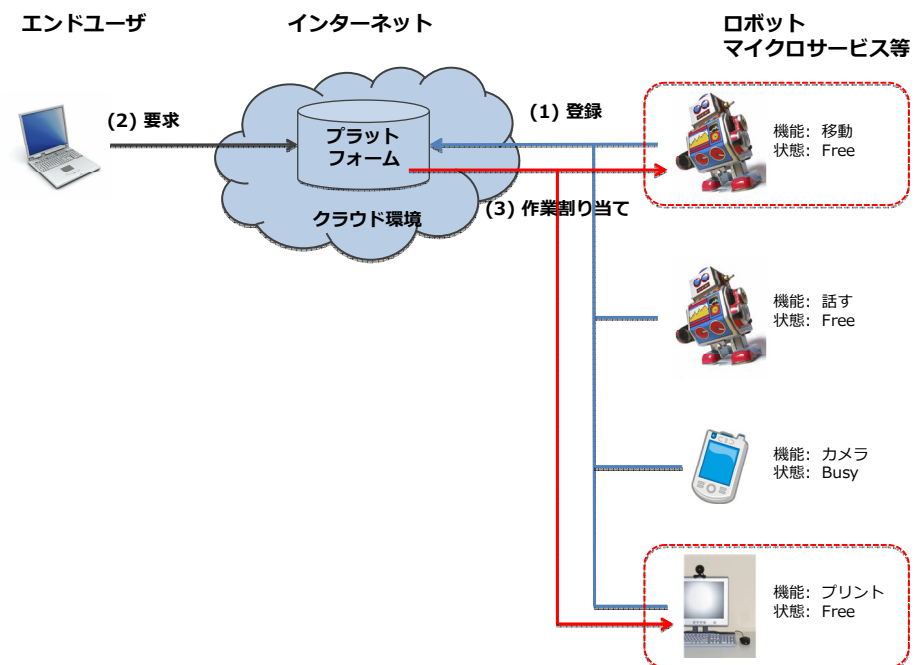 エンドユーザ
インターネット
ロボット
マイクロサービス等
(2) 要求
プラット
フォーム
クラウド環境
(1) 登録
(3) 作業割り当て
機能: 移動
状態: Free
機能: 話す
状態: Free
機能: カメラ
状態: Busy
機能: プリント
状態: Free